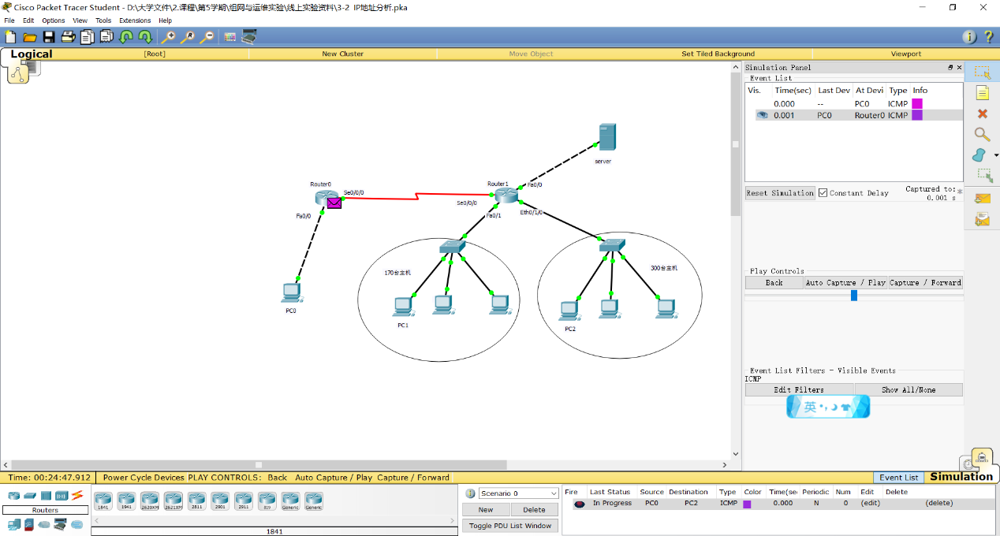 Cisco Packet Tracer Student - D:\大学文件\2.课程\第5学期\组网与运维实验\线上实验资料\3-2 IP地址分析.pka
File Edit Options View Tools Extensions Help
Logical [Root] New Cluster Move Object Set Tiled Background Viewport
Simulation Panel
Event List
Vis. Time(sec) Last Dev At Devi Type Info
0.000 -- PC0 ICMP
0.001 PC0 Router0 ICMP
Reset Simulation Constant Delay Captured to: *
0.001 s
Play Controls
Back Auto Capture / Play Capture / Forward
Event List Filters - Visible Events
ICMP
Edit Filters Show All/None
英
server
Router0
Se0/0/0
Fa0/0
PC0
Router1
Fa0/0
Se0/0/0
Fa0/1
Eth0/1/0
170台主机
PC1
300台主机
PC2
Time: 00:24:47.912 Power Cycle Devices PLAY CONTROLS: Back Auto Capture / Play Capture / Forward Event List Simulation
Routers
1841 1941 2620XM 2621XM 2811 2901 2911 819 Generic Generic
1841
Scenario 0
New Delete
Toggle PDU List Window
Fire Last Status Source Destination Type Color Time(sec Periodic Num Edit Delete
In Progress PC0 PC2 ICMP 0.000 N 0 (edit) (delete)